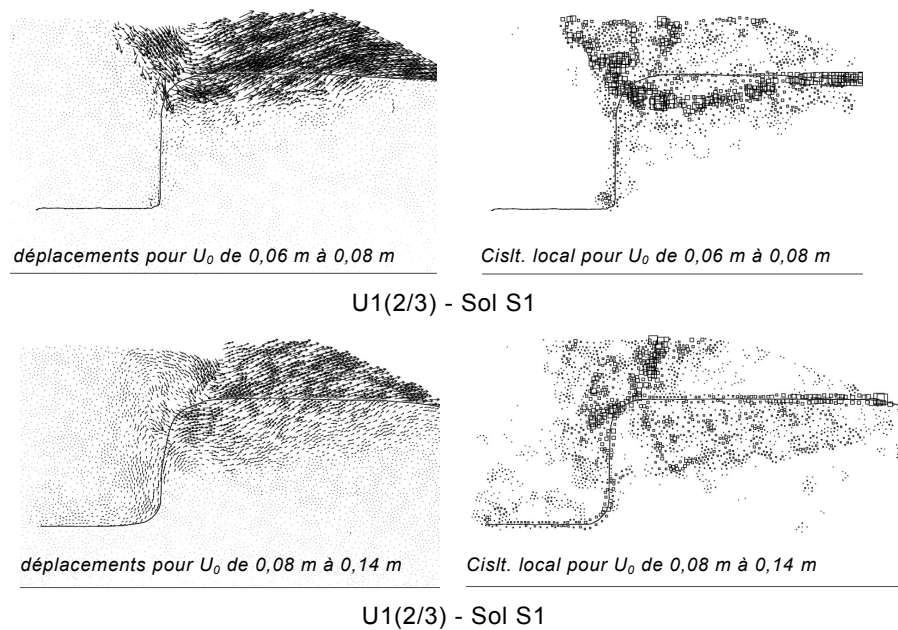 déplacements pour U0 de 0,06 m à 0,08 m
Cislt. local pour U0 de 0,06 m à 0,08 m
U1(2/3) - Sol S1
déplacements pour U0 de 0,08 m à 0,14 m
Cislt. local pour U0 de 0,08 m à 0,14 m
U1(2/3) - Sol S1